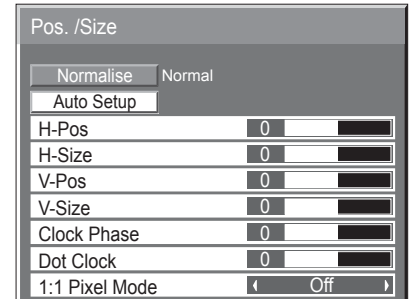 Pos. /Size
Normalise Normal
Auto Setup
H-Pos 0
H-Size 0
V-Pos 0
V-Size 0
Clock Phase 0
Dot Clock 0
1:1 Pixel Mode Off